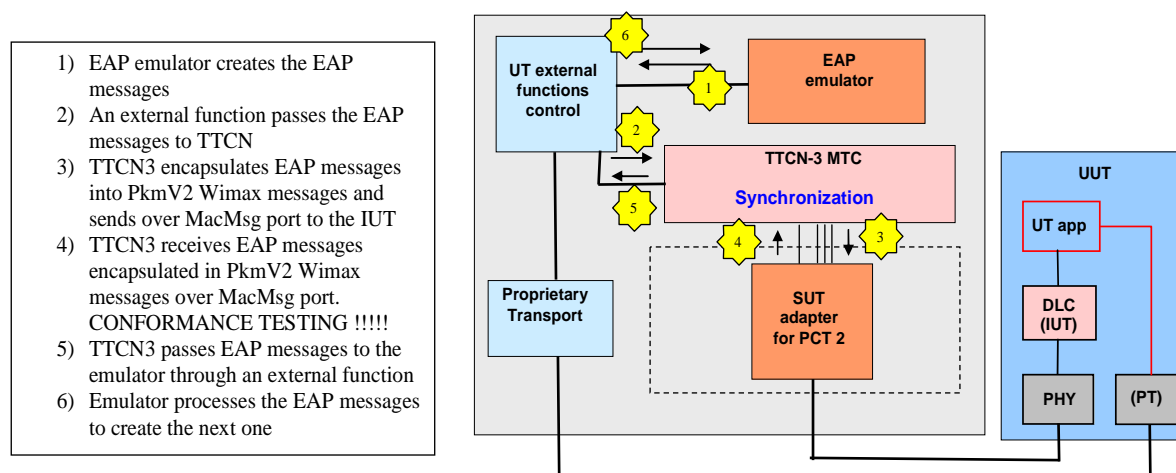 1) EAP emulator creates the EAP
messages
2) An external function passes the EAP
messages to TTCN
3) TTCN3 encapsulates EAP messages
into PkmV2 Wimax messages and
sends over MacMsg port to the IUT
4) TTCN3 receives EAP messages
encapsulated in PkmV2 Wimax
messages over MacMsg port.
CONFORMANCE TESTING !!!!!
5) TTCN3 passes EAP messages to the
emulator through an external function
6) Emulator processes the EAP messages
to create the next one
6
UT external
functions
control
EAP
emulator
1
2
TTCN-3 MTC
Synchronization
5
4
3
Proprietary
Transport
SUT
adapter
for PCT 2
UUT
UT app
DLC
(IUT)
PHY
(PT)